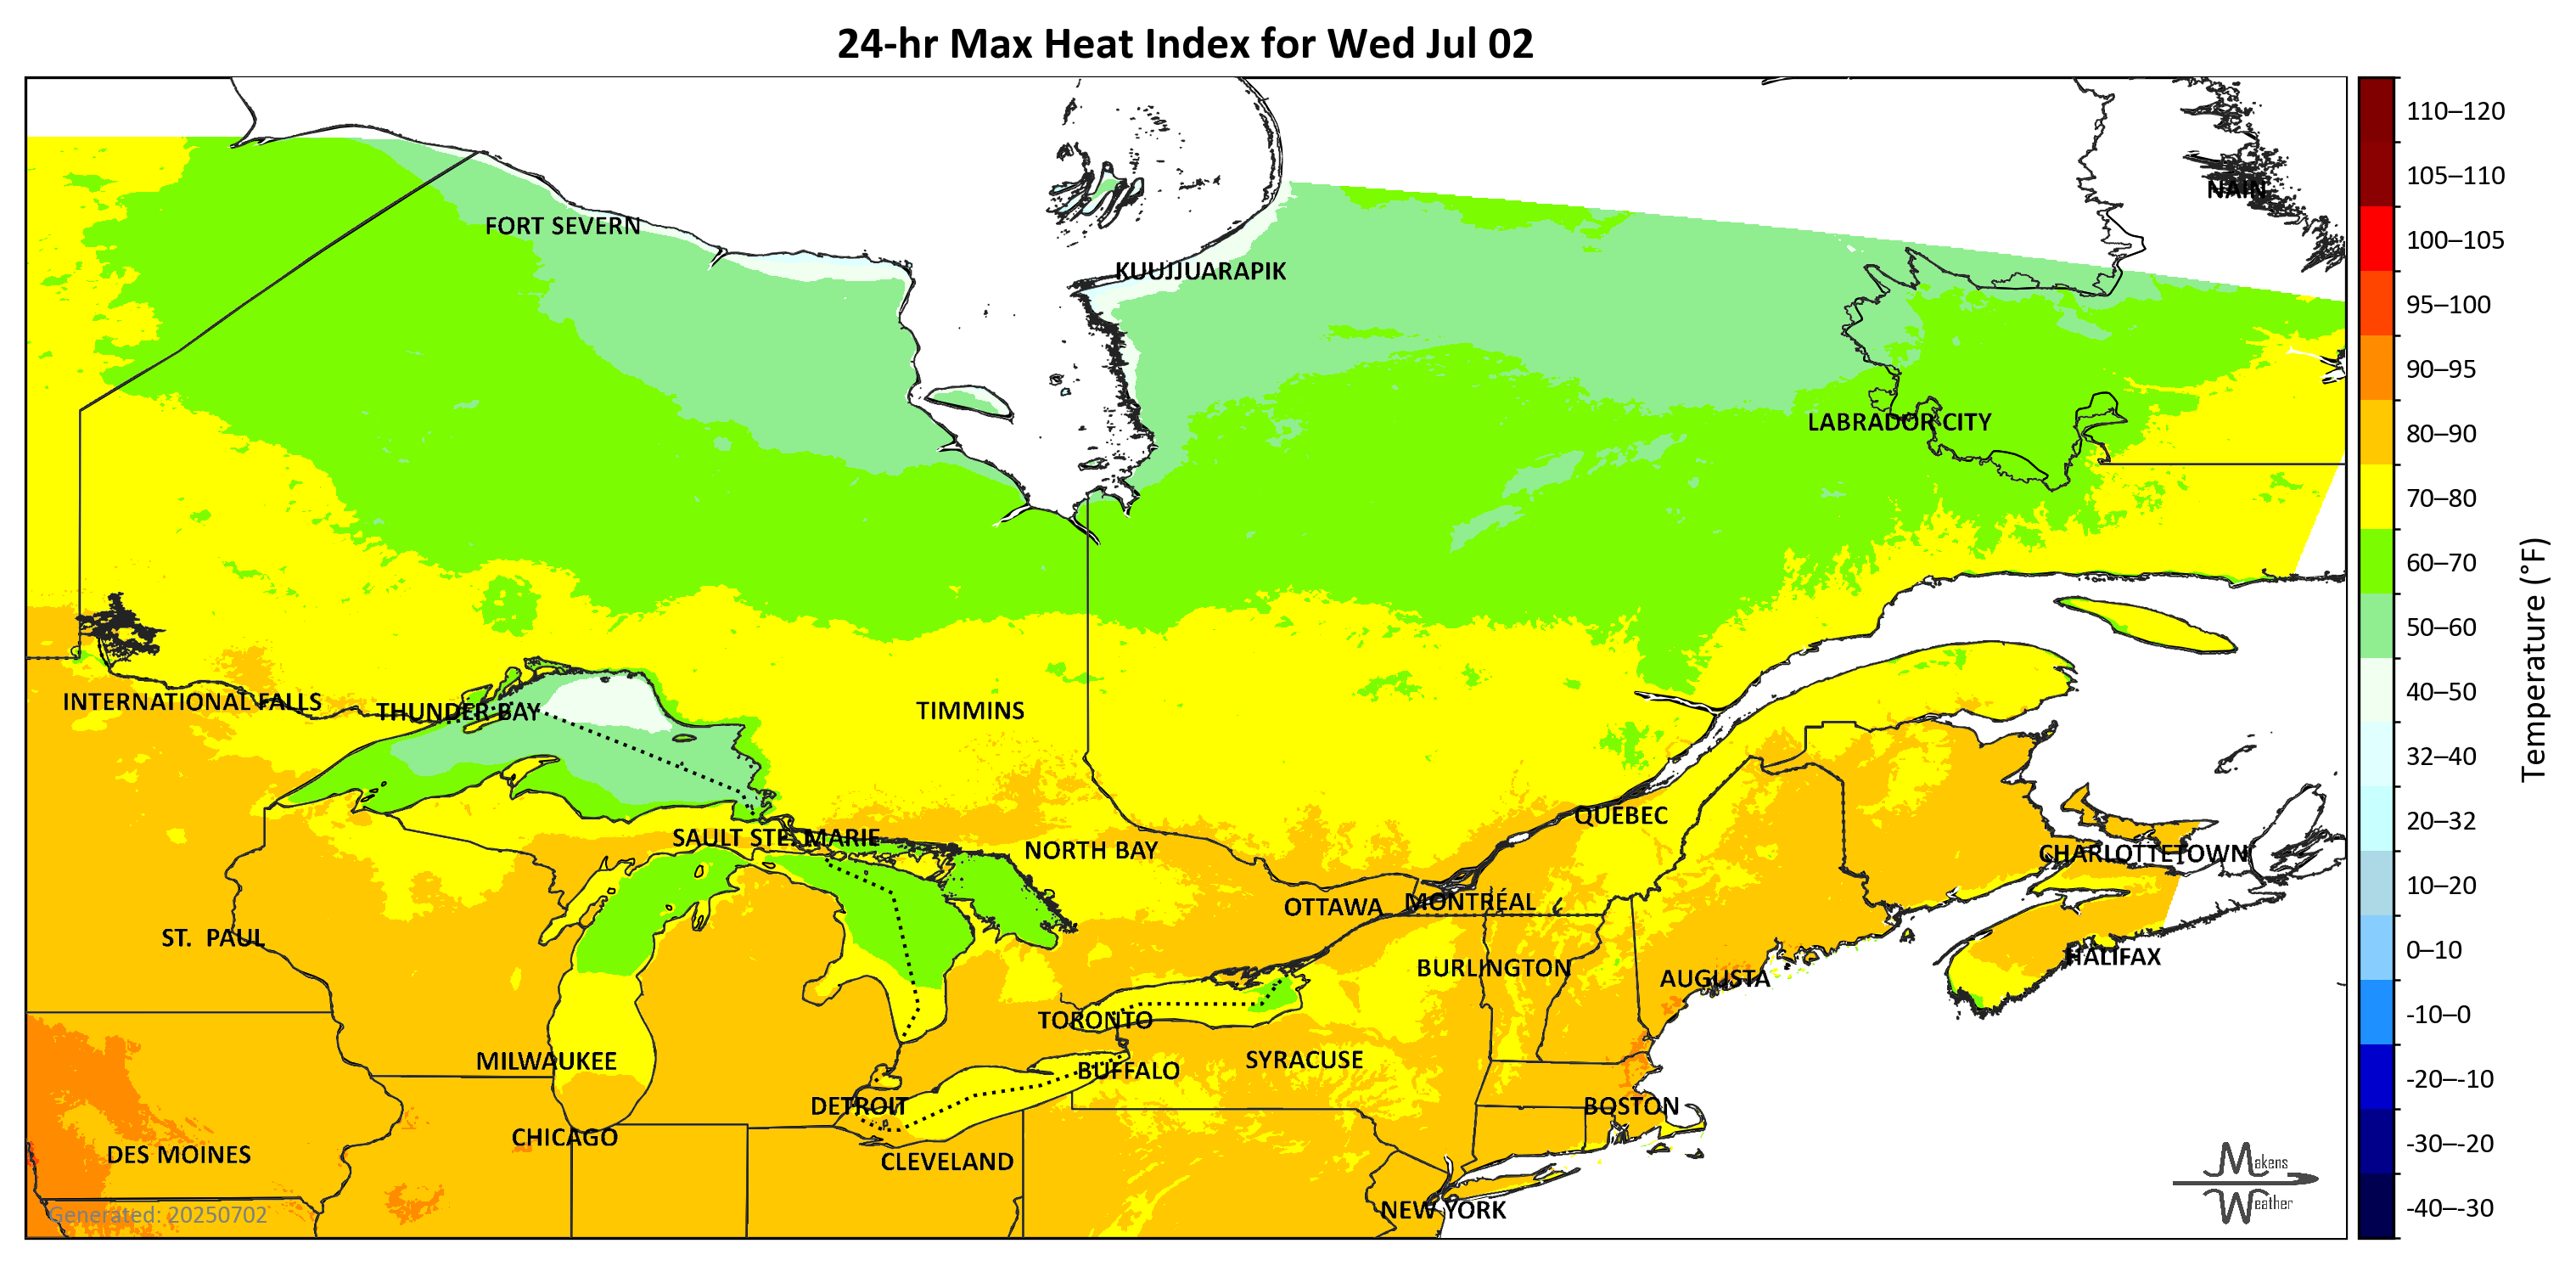 24-hr Max Heat Index for Wed Jul 02
110–120
105–110
NAIN
FORT SEVERN
100–105
KUUJJUARAPIK
95–100
90–95
LABRADOR CITY
80–90
70–80
60–70
Temperature (°F)
50–60
40–50
INTERNATIONAL FALLS
THUNDER BAY
TIMMINS
32–40
QUÉBEC
20–32
SAULT STE. MARIE
NORTH BAY
CHARLOTTETOWN
10–20
OTTAWA
MONTRÉAL
ST. PAUL
0–10
HALIFAX
BURLINGTON
AUGUSTA
-10–0
TORONTO
MILWAUKEE
SYRACUSE
BUFFALO
-20–-10
DETROIT
BOSTON
CHICAGO
-30–-20
DES MOINES
CLEVELAND
Makens
Weather
NEW YORK
-40–-30
Generated: 20250702